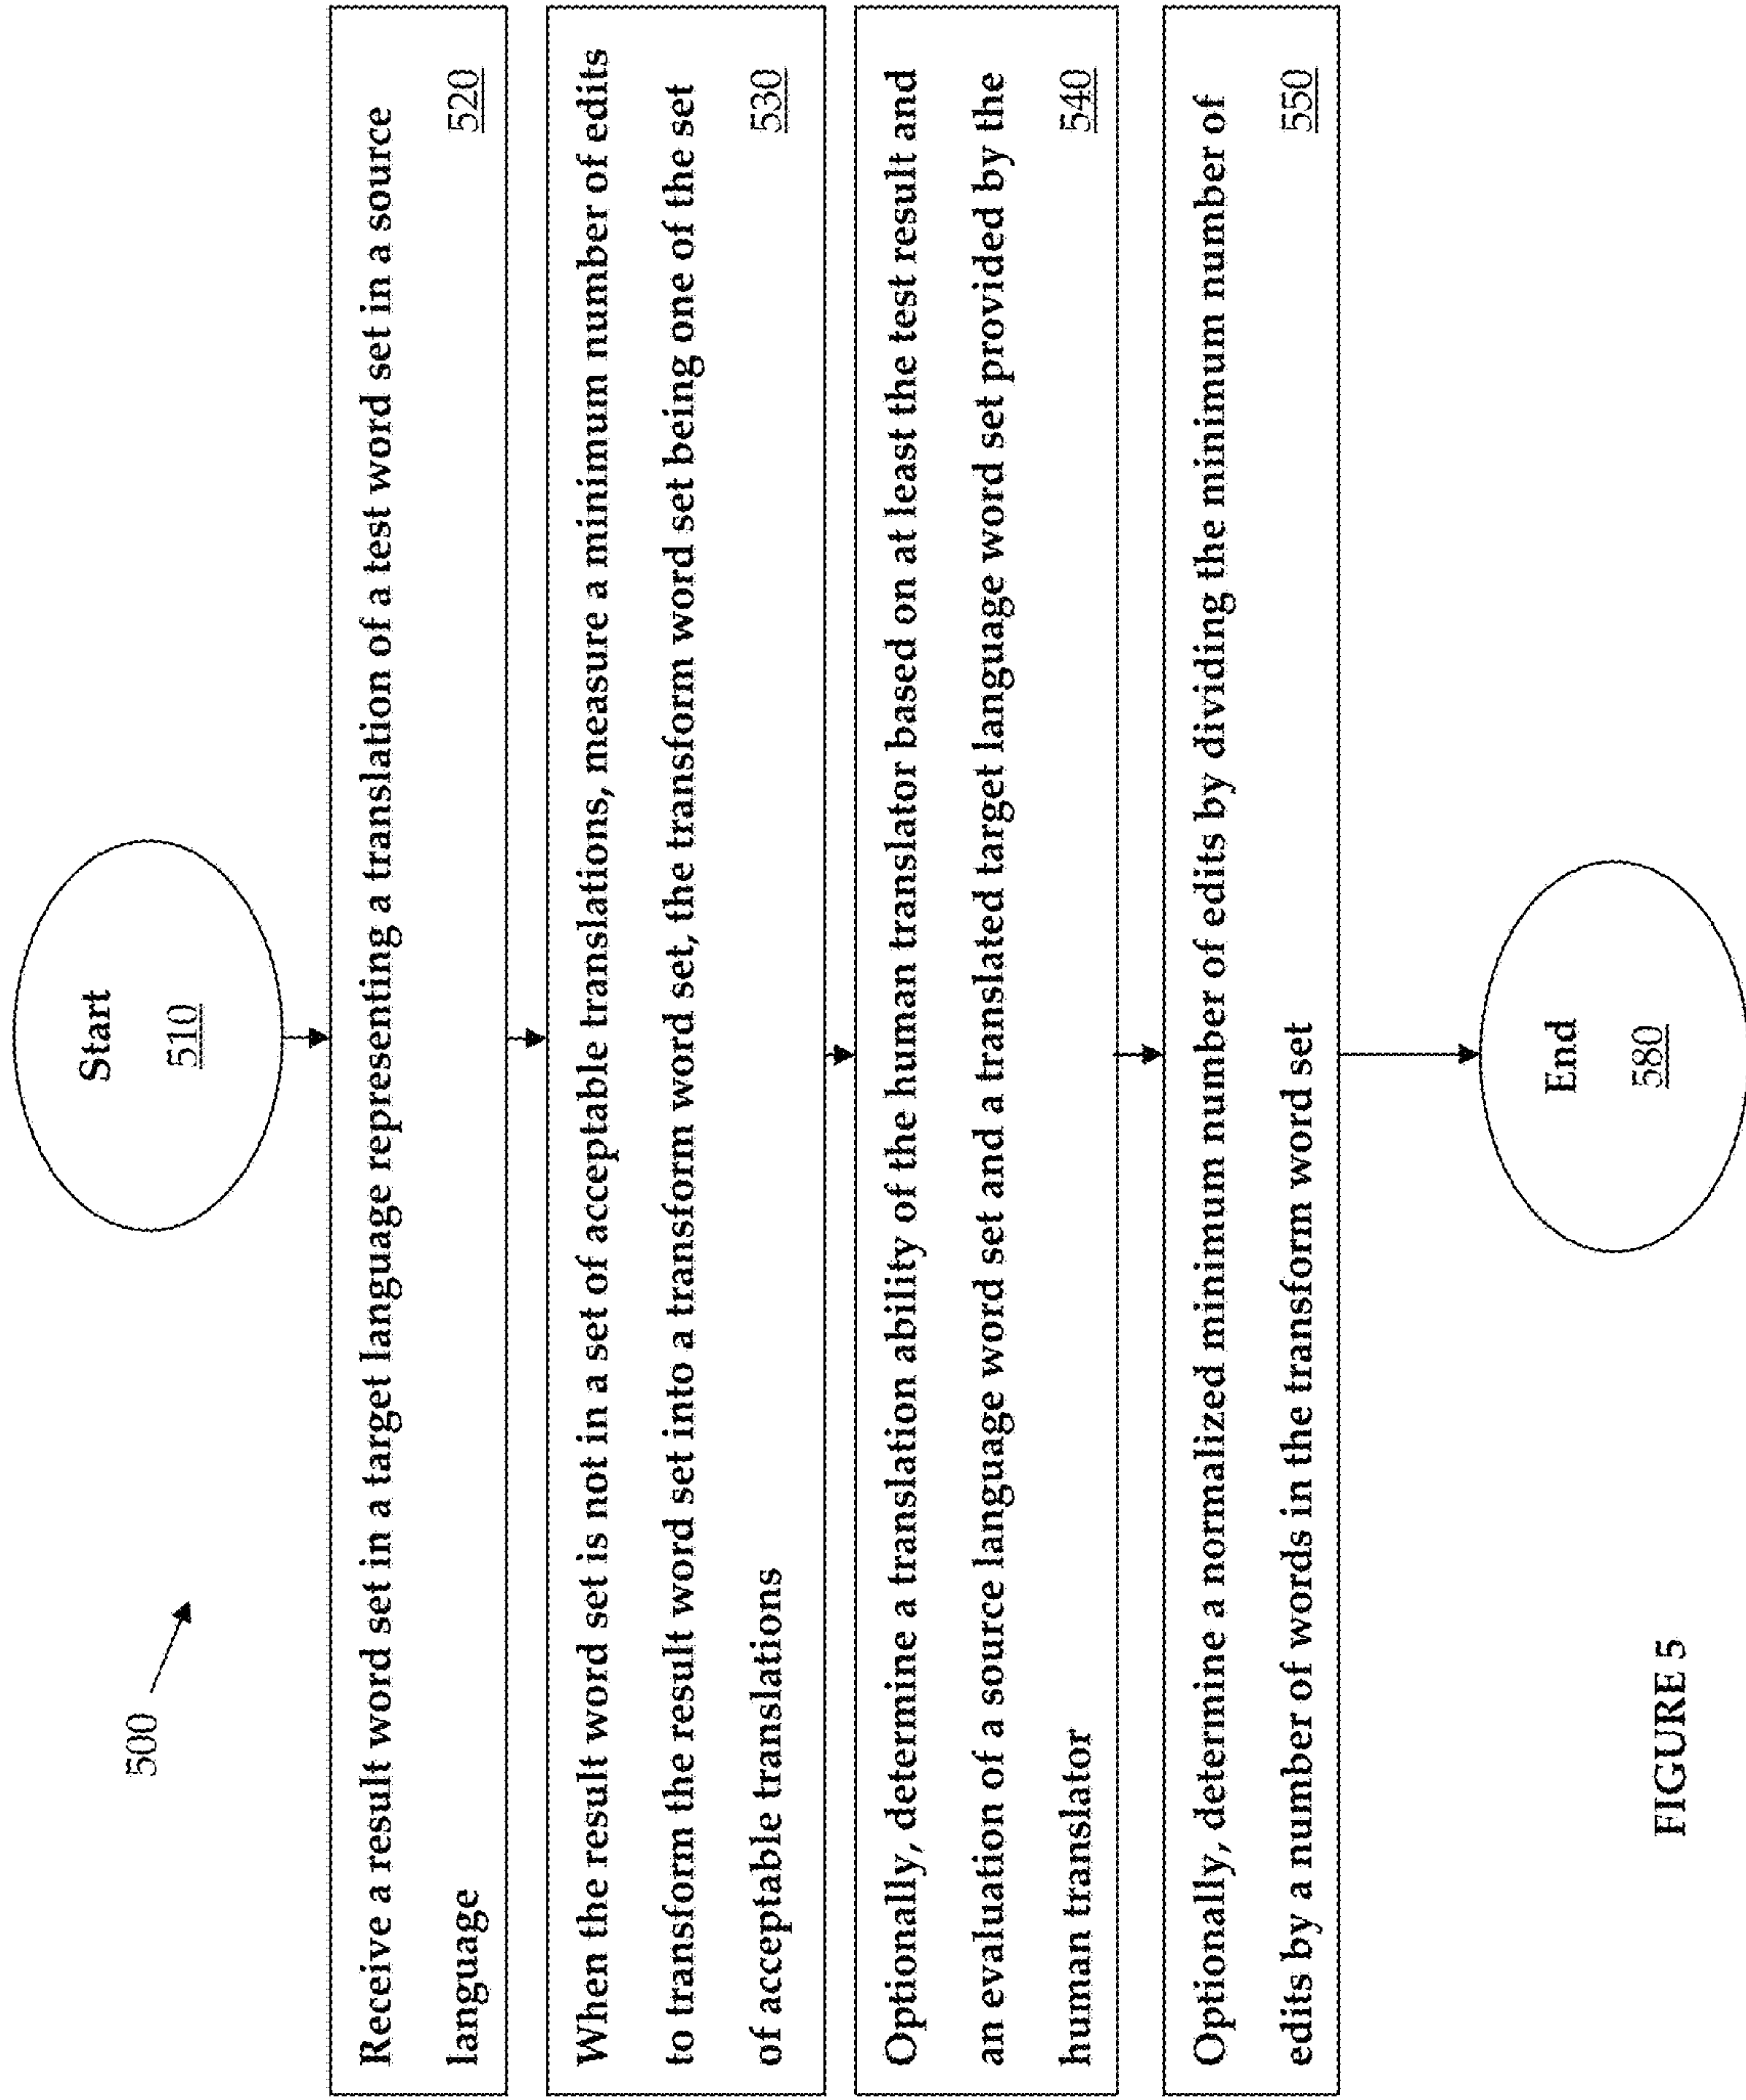 500
Start
510
Receive a result word set in a target language representing a translation of a test word set in a source
language
520
When the result word set is not in a set of acceptable translations, measure a minimum number of edits
to transform the result word set into a transform word set, the transform word set being one of the set
of acceptable translations
530
Optionally, determine a translation ability of the human translator based on at least the test result and
an evaluation of a source language word set and a translated target language word set provided by the
human translator
540
Optionally, determine a normalized minimum number of edits by dividing the minimum number of
edits by a number of words in the transform word set
550
End
580
FIGURE 5